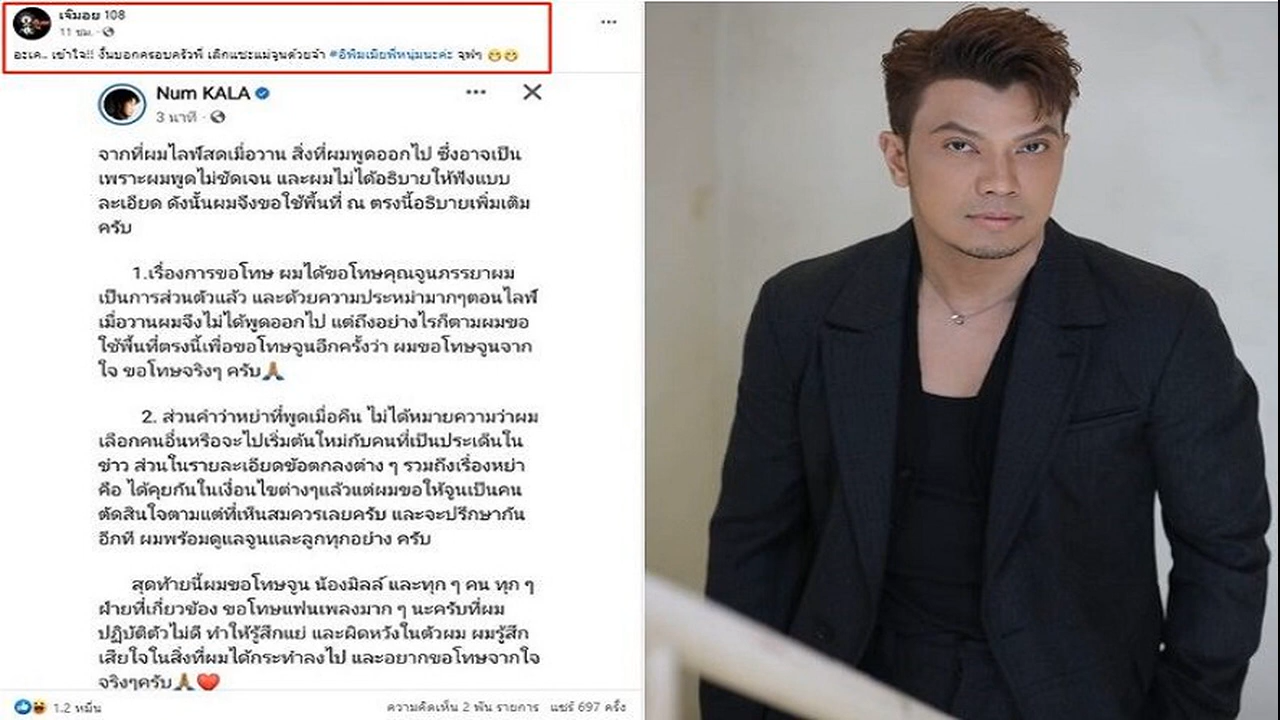 เจ๊มอย 108
11 ชม.
อะเค.. เข้าใจ!! งั้นบอกครอบครัวพี่ เลิกแซะแม่จูนด้วยจ้า #อิพิมเมียพี่หนุ่มนะค่ะ จุฟๆ 😁😁
Num KALA
3 นาที
จากที่ผมไลฟ์สดเมื่อวาน สิ่งที่ผมพูดออกไป ซึ่งอาจเป็น
เพราะผมพูดไม่ชัดเจน และผมไม่ได้อธิบายให้ฟังแบบ
ละเอียด ดังนั้นผมจึงขอใช้พื้นที่ ณ ตรงนี้อธิบายเพิ่มเติม
ครับ
1.เรื่องการขอโทษ ผมได้ขอโทษคุณจูนภรรยาผม
เป็นการส่วนตัวแล้ว และด้วยความประหม่ามากๆตอนไลฟ์
เมื่อวานผมจึงไม่ได้พูดออกไป แต่ถึงอย่างไรก็ตามผมขอ
ใช้พื้นที่ตรงนี้เพื่อขอโทษจูนอีกครั้งว่า ผมขอโทษจูนจาก
ใจ ขอโทษจริงๆ ครับ🙏🏽
2. ส่วนคำว่าหย่าที่พูดเมื่อคืน ไม่ได้หมายความว่าผม
เลือกคนอื่นหรือจะไปเริ่มต้นใหม่กับคนที่เป็นประเด็นใน
ข่าว ส่วนในรายละเอียดข้อตกลงต่าง ๆ รวมถึงเรื่องหย่า
คือ ได้คุยกันในเงื่อนไขต่างๆแล้วแต่ผมขอให้จูนเป็นคน
ตัดสินใจตามแต่ที่เห็นสมควรเลยครับ และจะปรึกษากัน
อีกที ผมพร้อมดูแลจูนและลูกทุกอย่าง ครับ
สุดท้ายนี้ผมขอโทษจูน น้องมิลล์ และทุก ๆ คน ทุก ๆ
ฝ่ายที่เกี่ยวข้อง ขอโทษแฟนเพลงมาก ๆ นะครับที่ผม
ปฏิบัติตัวไม่ดี ทำให้รู้สึกแย่ และผิดหวังในตัวผม ผมรู้สึก
เสียใจในสิ่งที่ผมได้กระทำลงไป และอยากขอโทษจากใจ
จริงๆครับ🙏🏽❤️
1.2 หมื่น
ความคิดเห็น 2 พัน รายการ แชร์ 697 ครั้ง